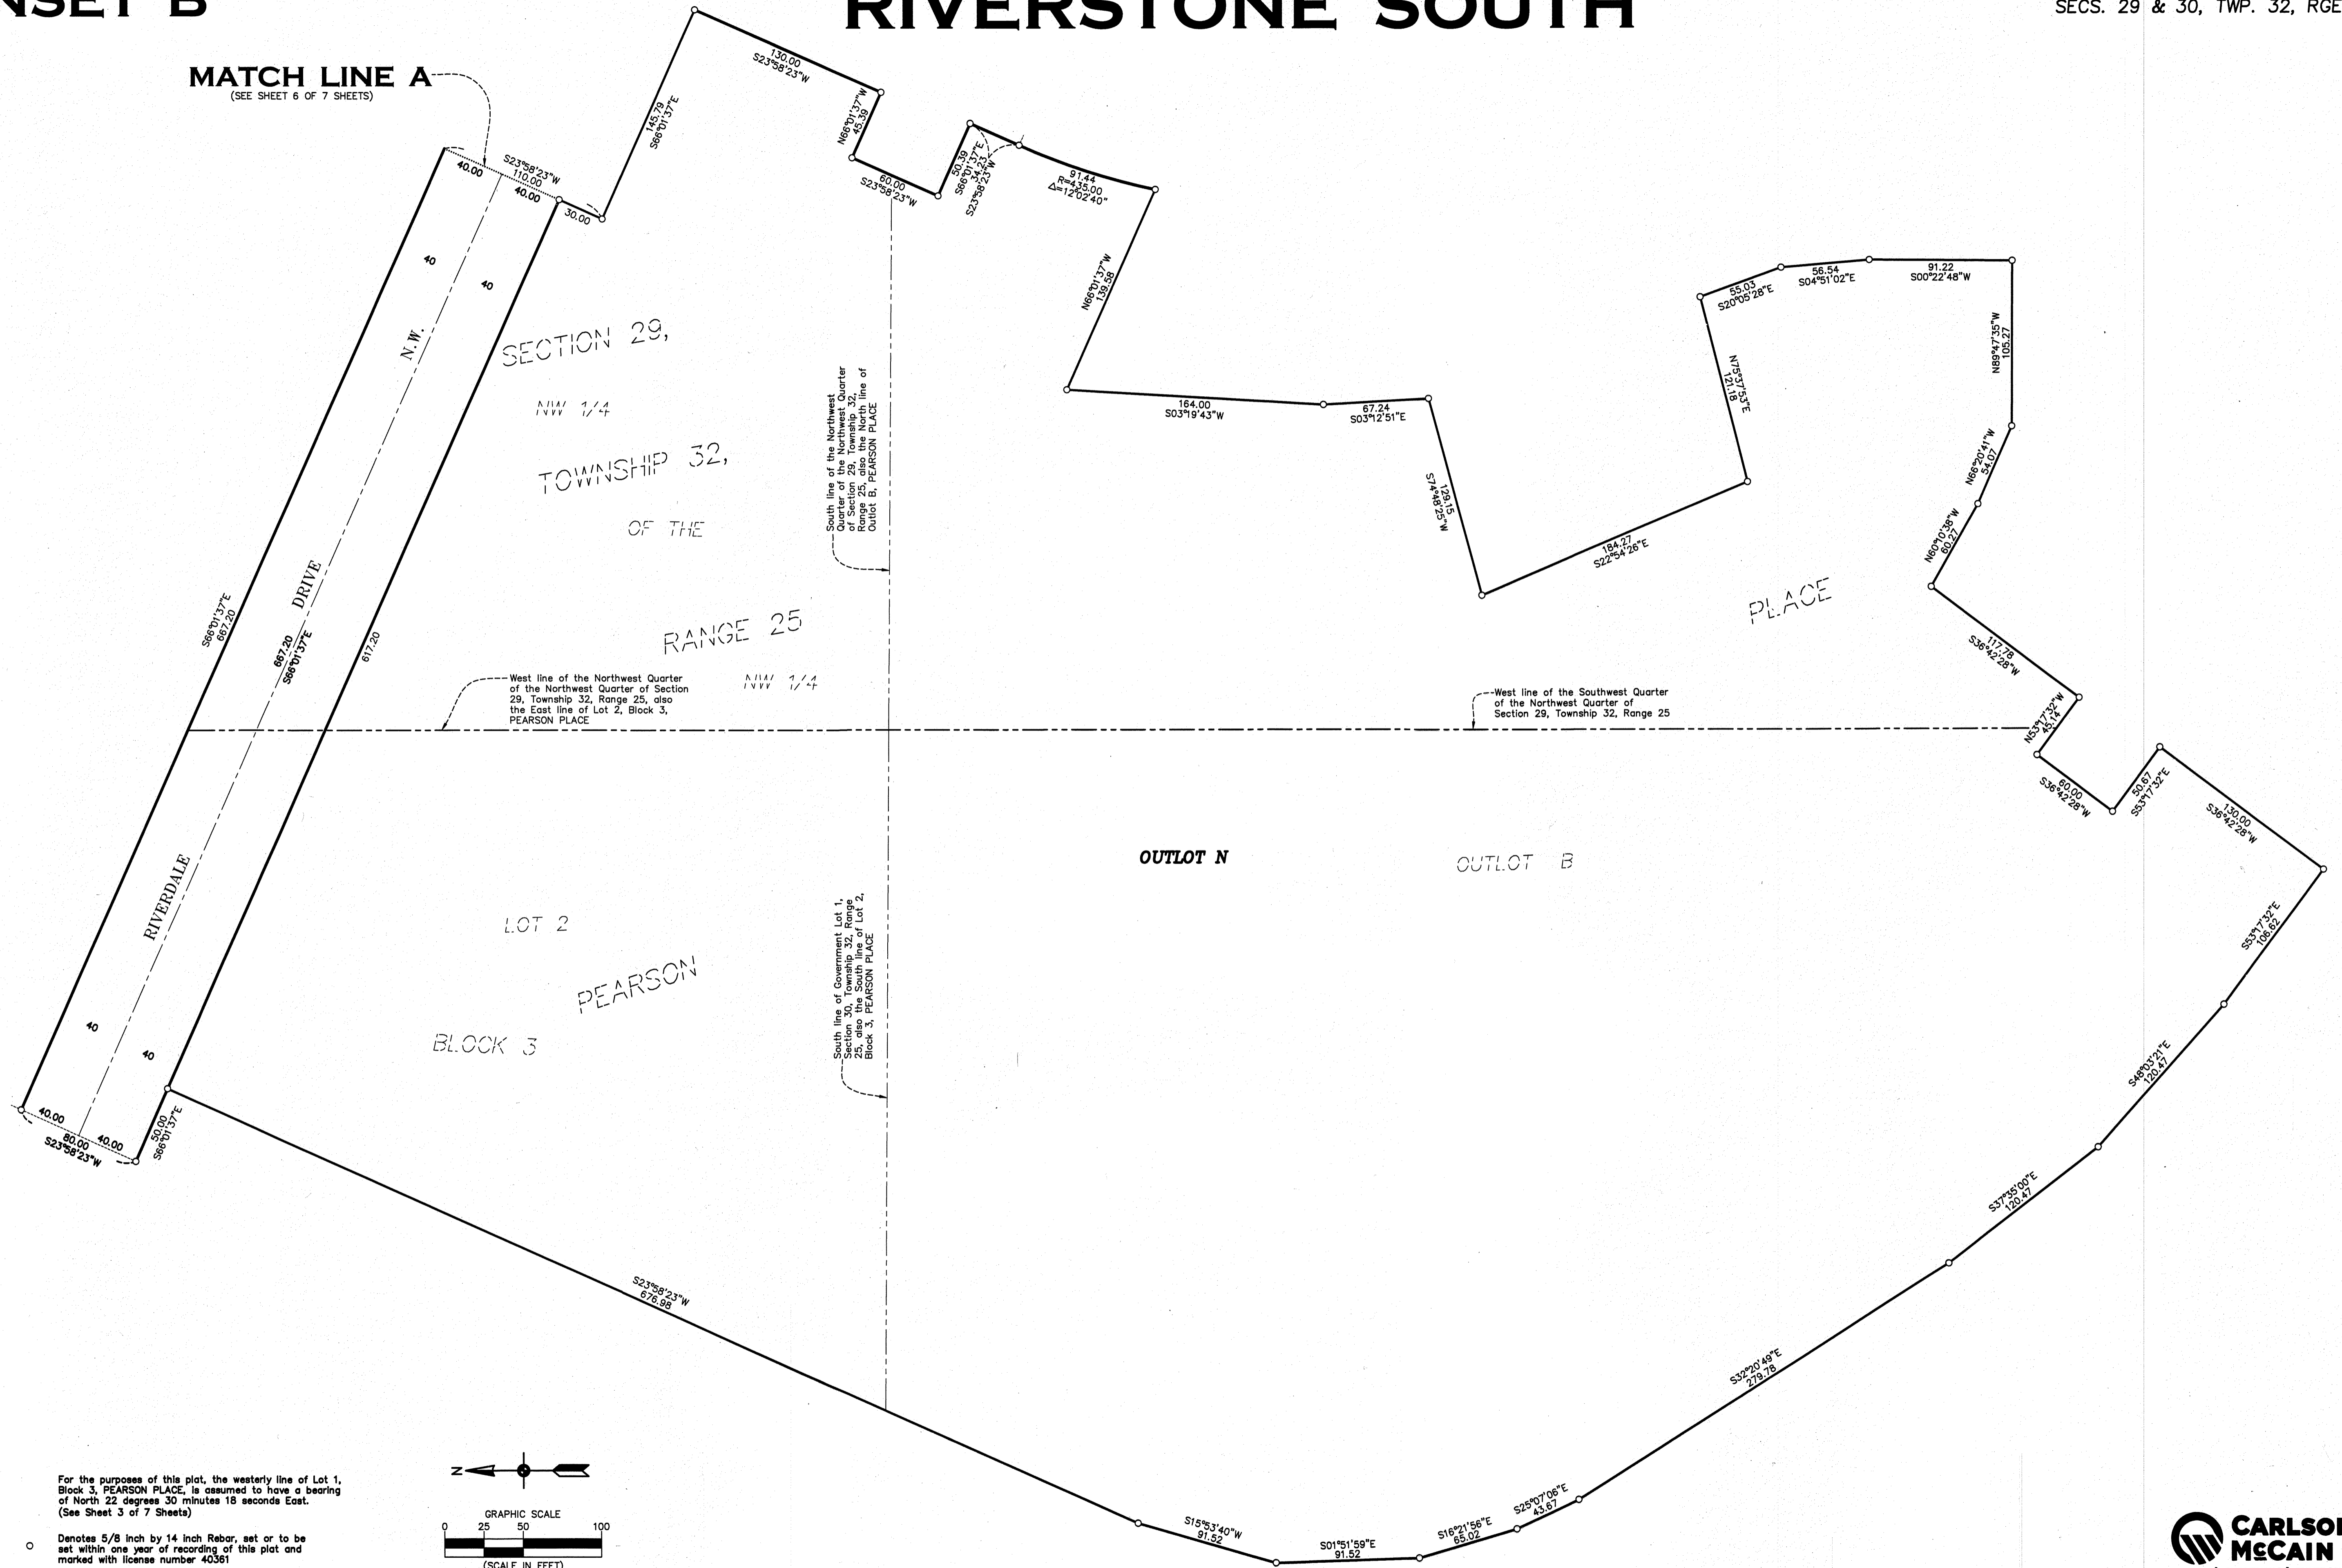 NSET B
RIVERSTONE SOUTH
SECS. 29 & 30, TWP. 32, RGE
MATCH LINE A
(SEE SHEET 6 OF 7 SHEETS)
130.00
S23°58'23"W
145.79
S66°01'37"E
N66°01'37"W
45.39
60.00
S23°58'23"W
50.39
S66°01'37"E
34.23
S23°58'23"W
91.44
R=435.00
Δ=12°02'40"
40.00
S23°58'23"W
110.00
40.00
30.00
N66°01'37"W
139.58
164.00
S03°19'43"W
67.24
S03°12'51"E
129.15
S74°48'25"W
184.27
S22°54'26"E
N75°37'53"E
121.18
55.03
S20°05'28"E
56.54
S04°51'02"E
91.22
S00°22'48"W
N89°47'35"W
105.27
N66°20'41"W
54.07
N60°10'38"W
60.27
117.78
S36°42'28"W
N53°17'32"W
45.14
60.00
S36°42'28"W
50.67
S53°17'32"E
130.00
S36°42'28"W
S53°17'32"E
106.62
S48°03'21"E
120.47
S37°35'00"E
120.47
S32°20'49"E
279.78
S25°07'06"E
43.67
S16°21'56"E
65.02
S01°51'59"E
91.52
S15°53'40"W
91.52
S23°58'23"W
676.98
40
40
N.W.
DRIVE
RIVERDALE
S66°01'37"E
667.20
667.20
S66°01'37"E
617.20
40
40
40.00
80.00
40.00
S23°58'23"W
50.00
S66°01'37"E
SECTION 29,
NW 1/4
TOWNSHIP 32,
OF THE
RANGE 25
NW 1/4
South line of the Northwest
Quarter of the Northwest Quarter
of Section 29, Township 32,
Range 25, also the North line of
Outlot B, PEARSON PLACE
West line of the Northwest Quarter
of the Northwest Quarter of Section
29, Township 32, Range 25, also
the East line of Lot 2, Block 3,
PEARSON PLACE
West line of the Southwest Quarter
of the Northwest Quarter of
Section 29, Township 32, Range 25
PLACE
South line of Government Lot 1,
Section 30, Township 32, Range
25, also the South line of Lot 2,
Block 3, PEARSON PLACE
OUTLOT N
OUTLOT B
LOT 2
PEARSON
BLOCK 3
For the purposes of this plat, the westerly line of Lot 1,
Block 3, PEARSON PLACE, is assumed to have a bearing
of North 22 degrees 30 minutes 18 seconds East.
(See Sheet 3 of 7 Sheets)
Denotes 5/8 inch by 14 inch Rebar, set or to be
set within one year of recording of this plat and
marked with license number 40361
N
GRAPHIC SCALE
0 25 50 100
(SCALE IN FEET)
CARLSON
McCAIN